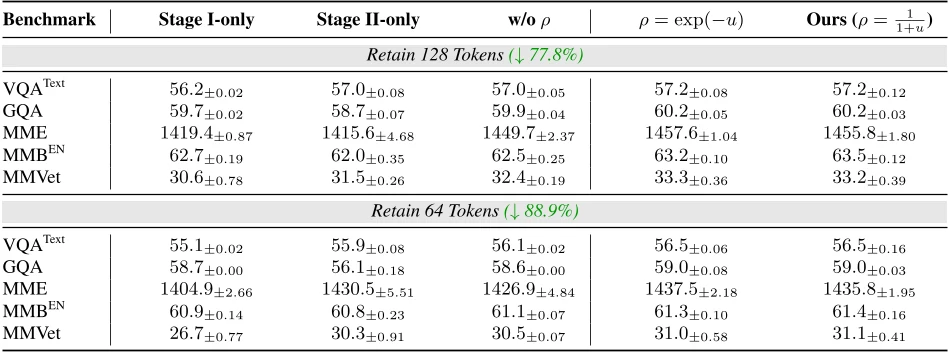 Benchmark Stage I-only Stage II-only w/o ρ ρ = exp(−u) Ours (ρ = 1/(1+u))
Retain 128 Tokens (↓ 77.8%)
VQA^Text 56.2±0.02 57.0±0.08 57.0±0.05 57.2±0.08 57.2±0.12
GQA 59.7±0.02 58.7±0.07 59.9±0.04 60.2±0.05 60.2±0.03
MME 1419.4±0.87 1415.6±4.68 1449.7±2.37 1457.6±1.04 1455.8±1.80
MMB^EN 62.7±0.19 62.0±0.35 62.5±0.25 63.2±0.10 63.5±0.12
MMVet 30.6±0.78 31.5±0.26 32.4±0.19 33.3±0.36 33.2±0.39
Retain 64 Tokens (↓ 88.9%)
VQA^Text 55.1±0.02 55.9±0.08 56.1±0.02 56.5±0.06 56.5±0.16
GQA 58.7±0.00 56.1±0.18 58.6±0.00 59.0±0.08 59.0±0.03
MME 1404.9±2.66 1430.5±5.51 1426.9±4.84 1437.5±2.18 1435.8±1.95
MMB^EN 60.9±0.14 60.8±0.23 61.1±0.07 61.3±0.10 61.4±0.16
MMVet 26.7±0.77 30.3±0.91 30.5±0.07 31.0±0.58 31.1±0.41